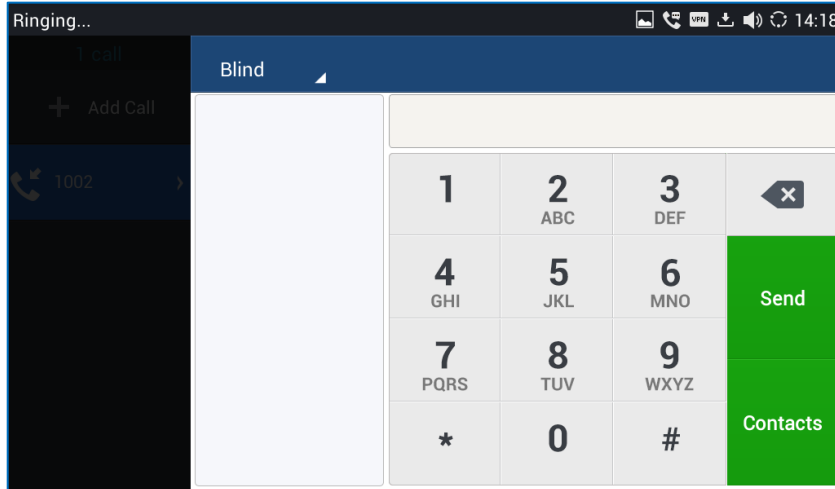 Ringing...
VPN
14:18
1 call
Add Call
1002
Blind
1
2
ABC
3
DEF
4
GHI
5
JKL
6
MNO
Send
7
PQRS
8
TUV
9
WXYZ
Contacts
*
0
#